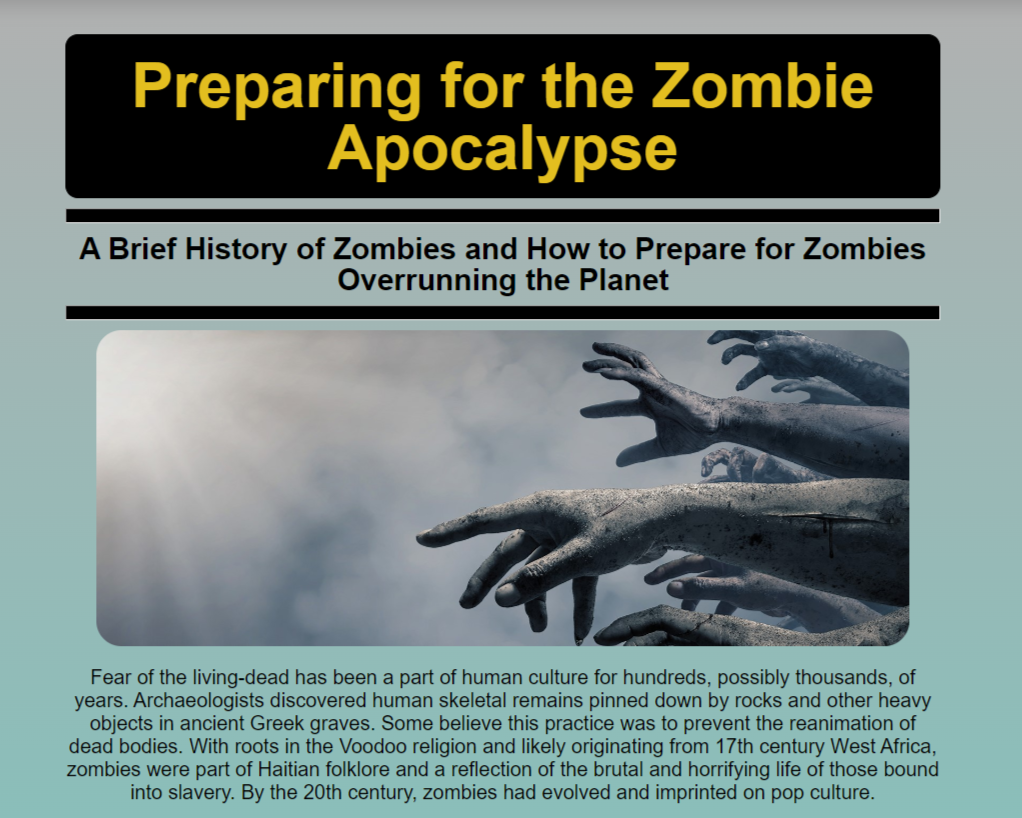 Preparing for the Zombie
Apocalypse
A Brief History of Zombies and How to Prepare for Zombies
Overrunning the Planet
Fear of the living-dead has been a part of human culture for hundreds, possibly thousands, of
years. Archaeologists discovered human skeletal remains pinned down by rocks and other heavy
objects in ancient Greek graves. Some believe this practice was to prevent the reanimation of
dead bodies. With roots in the Voodoo religion and likely originating from 17th century West Africa,
zombies were part of Haitian folklore and a reflection of the brutal and horrifying life of those bound
into slavery. By the 20th century, zombies had evolved and imprinted on pop culture.